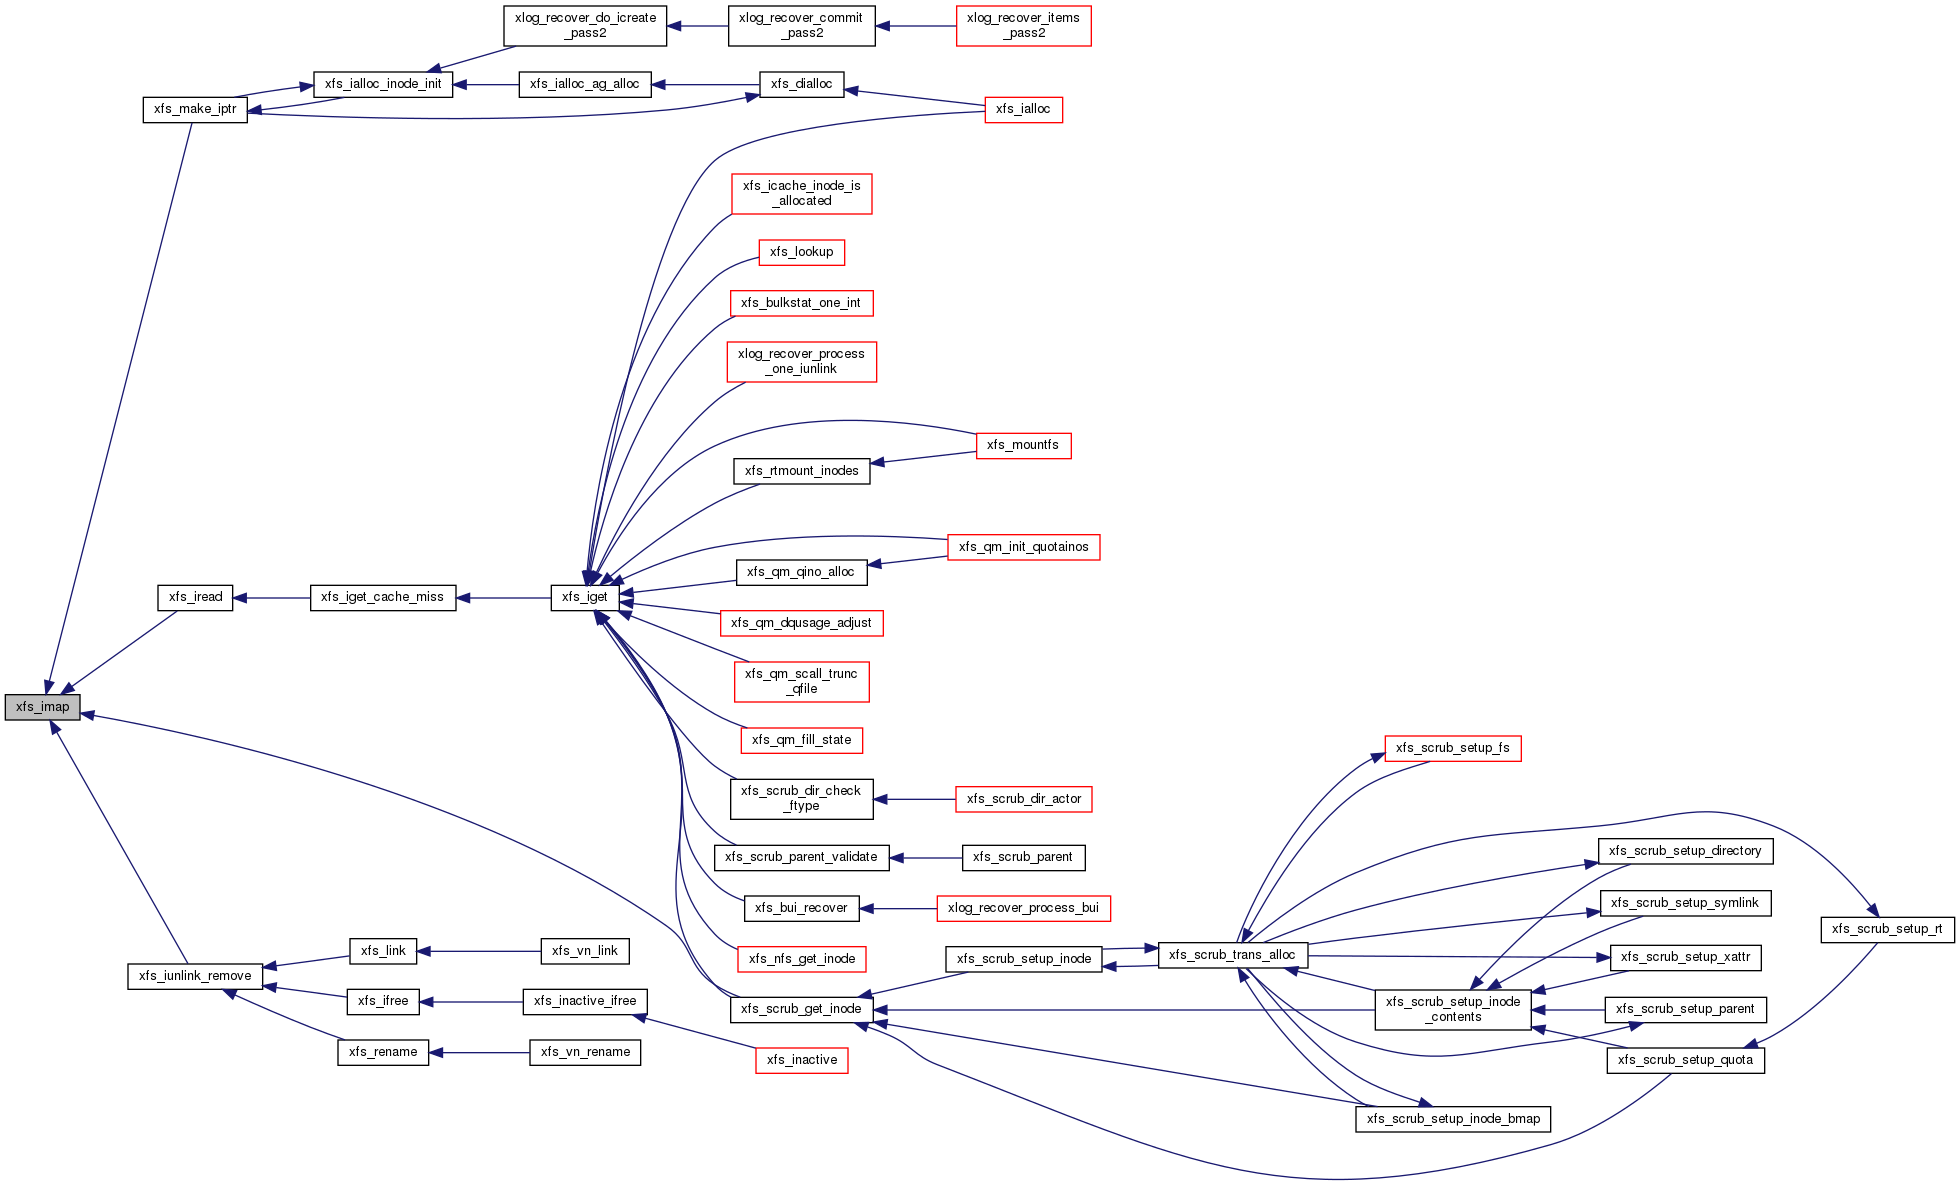 xlog_recover_do_icreate
_pass2
xlog_recover_commit
_pass2
xlog_recover_items
_pass2
xfs_ialloc_inode_init
xfs_ialloc_ag_alloc
xfs_dialloc
xfs_make_iptr
xfs_ialloc
xfs_icache_inode_is
_allocated
xfs_lookup
xfs_bulkstat_one_int
xlog_recover_process
_one_iunlink
xfs_mountfs
xfs_rtmount_inodes
xfs_qm_init_quotainos
xfs_qm_qino_alloc
xfs_iread
xfs_iget_cache_miss
xfs_iget
xfs_qm_dqusage_adjust
xfs_qm_scall_trunc
_qfile
xfs_imap
xfs_qm_fill_state
xfs_scrub_setup_fs
xfs_scrub_dir_check
_ftype
xfs_scrub_dir_actor
xfs_scrub_parent_validate
xfs_scrub_parent
xfs_scrub_setup_directory
xfs_bui_recover
xlog_recover_process_bui
xfs_scrub_setup_symlink
xfs_scrub_setup_rt
xfs_link
xfs_vn_link
xfs_nfs_get_inode
xfs_scrub_setup_inode
xfs_scrub_trans_alloc
xfs_scrub_setup_xattr
xfs_iunlink_remove
xfs_ifree
xfs_inactive_ifree
xfs_scrub_get_inode
xfs_scrub_setup_inode
_contents
xfs_scrub_setup_parent
xfs_rename
xfs_vn_rename
xfs_inactive
xfs_scrub_setup_quota
xfs_scrub_setup_inode_bmap